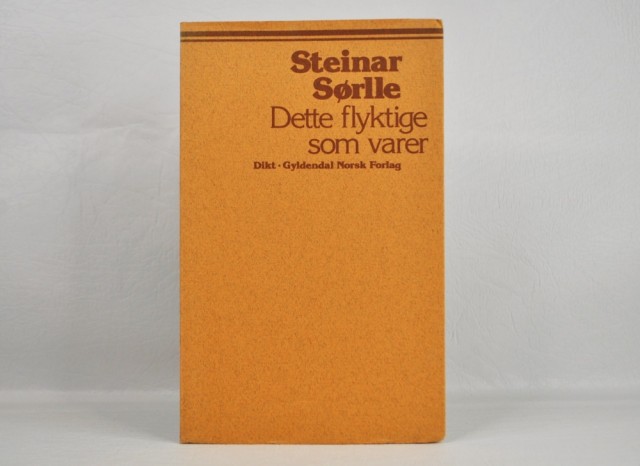 Steinar
Sørlle
Dette flyktige
som varer
Dikt · Gyldendal Norsk Forlag